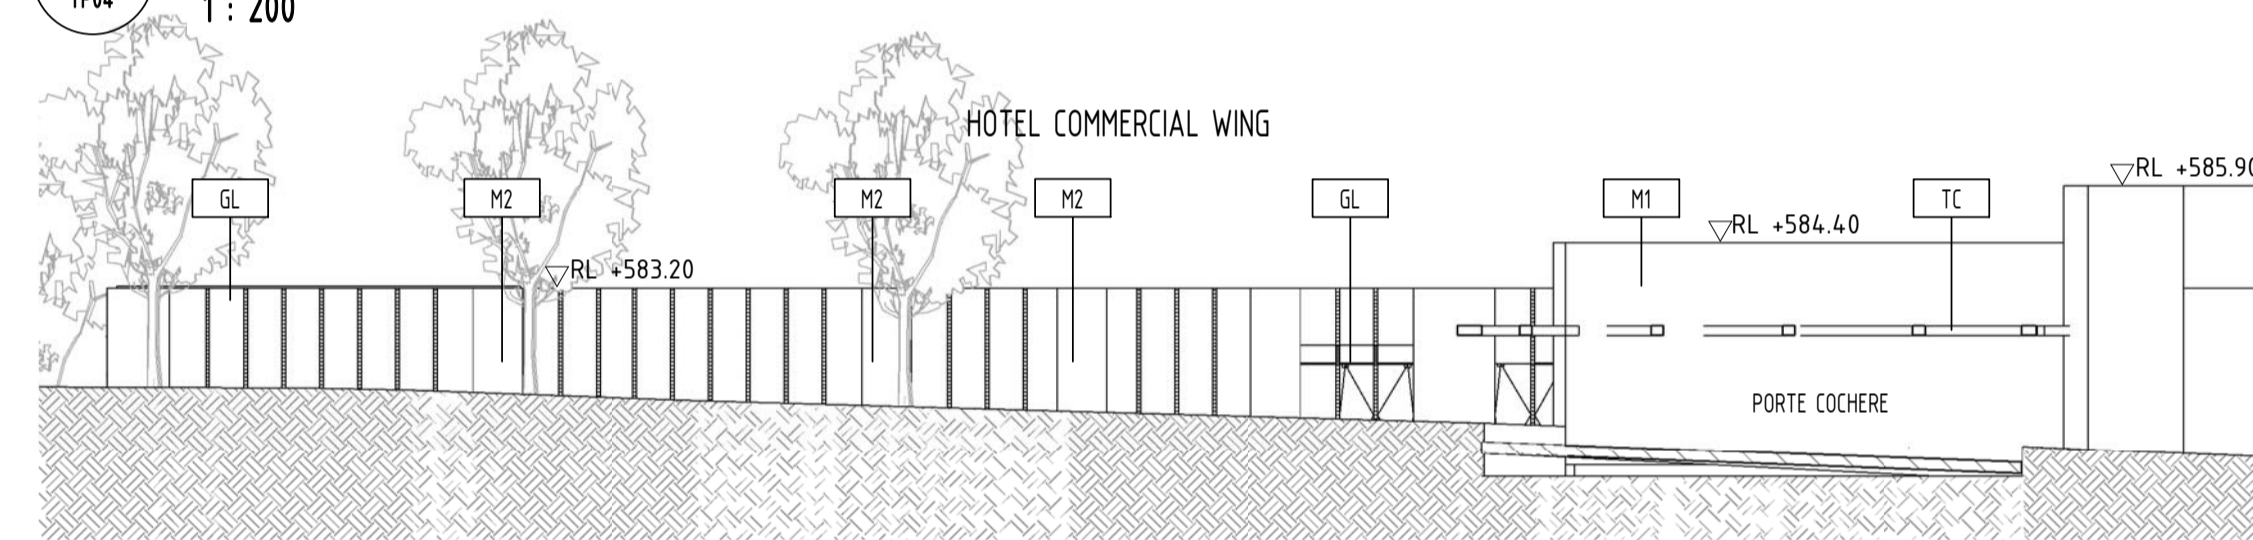 TP04
1 : 200
HOTEL COMMERCIAL WING
RL +585.90
GL
M2
M2
M2
GL
M1
TC
RL +584.40
RL +583.20
PORTE COCHERE